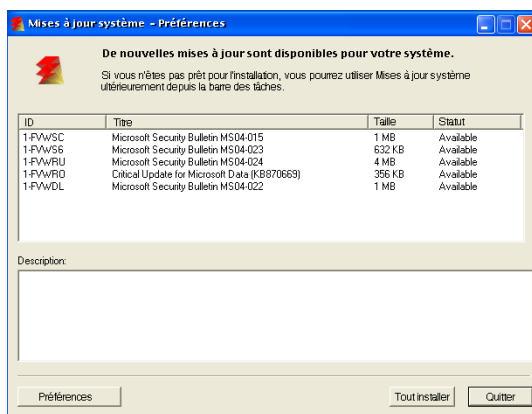 Mises à jour système - Préférences
De nouvelles mises à jour sont disponibles pour votre système.
Si vous n'êtes pas prêt pour l'installation, vous pourrez utiliser Mises à jour système
ultérieurement depuis la barre des tâches.
ID Titre Taille Statut
1-FVWSC Microsoft Security Bulletin MS04-015 1 MB Available
1-FVWS6 Microsoft Security Bulletin MS04-023 632 KB Available
1-FVWRU Microsoft Security Bulletin MS04-024 4 MB Available
1-FVWR0 Critical Update for Microsoft Data (KB870669) 356 KB Available
1-FVWDL Microsoft Security Bulletin MS04-022 1 MB Available
Description:
Préférences Tout installer Quitter